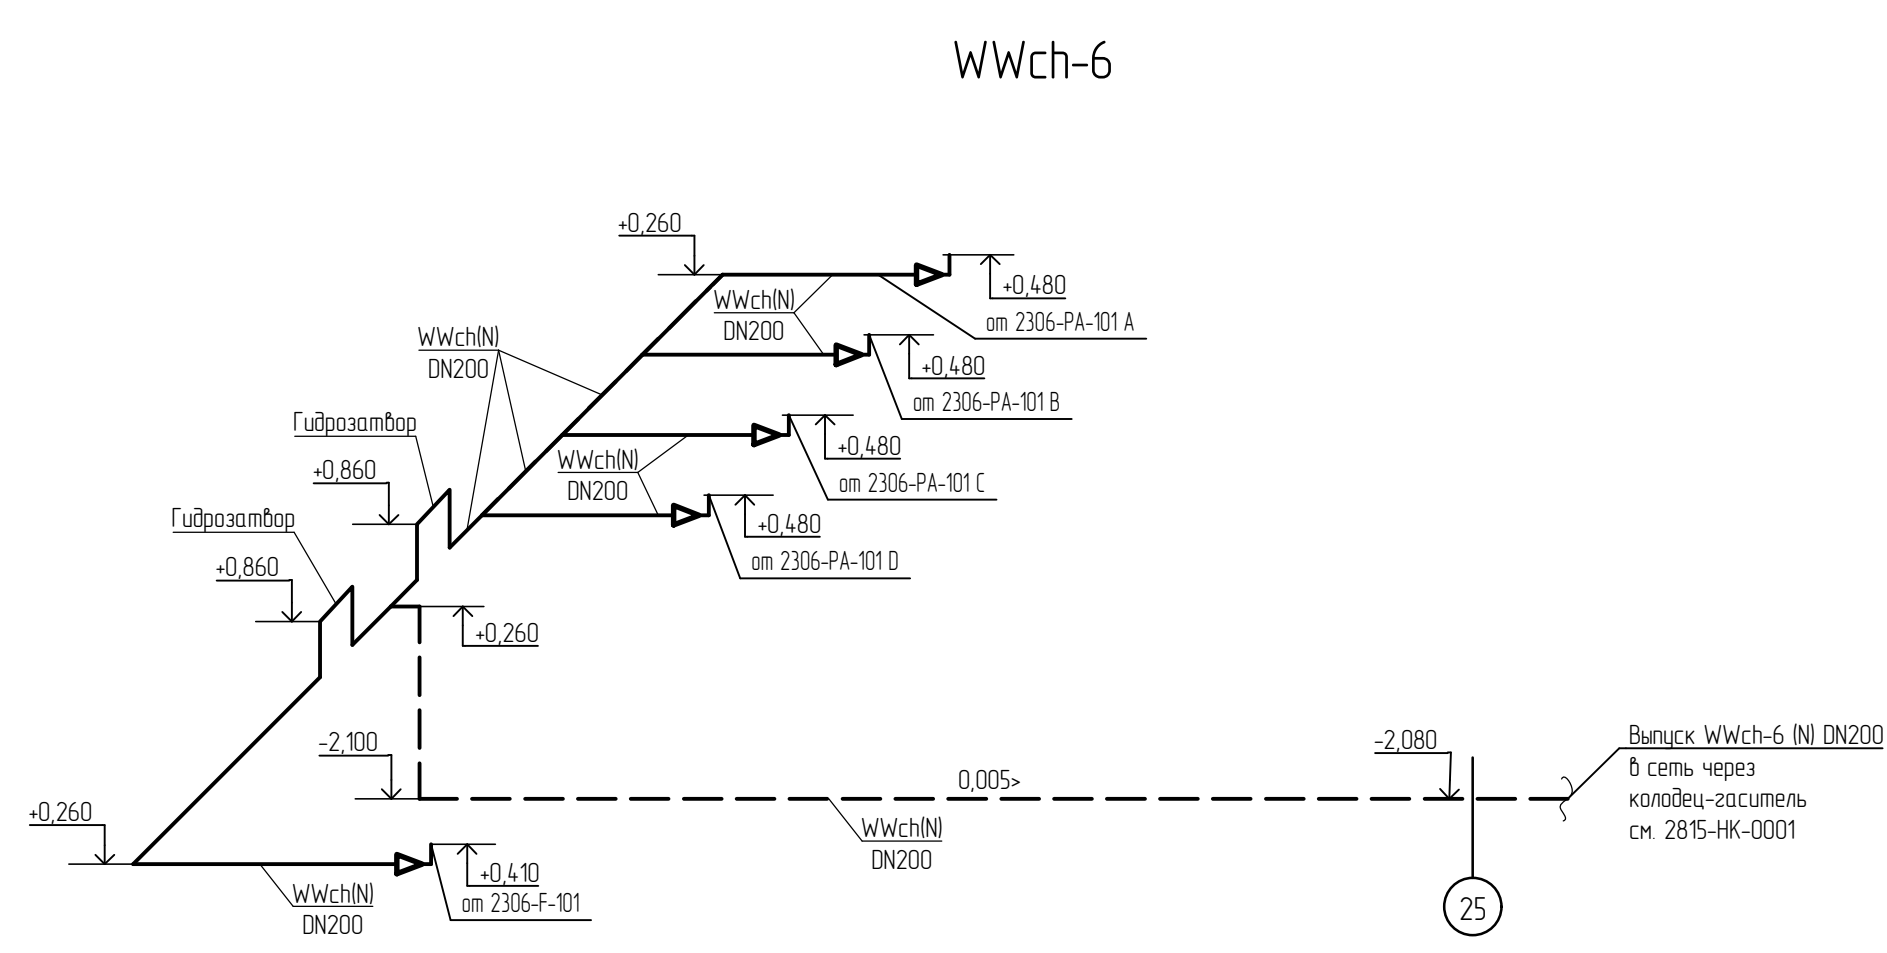 WWch-6
+0,260
+0,480
WWch(N)
DN200
от 2306-PA-101 A
WWch(N)
DN200
+0,480
от 2306-PA-101 B
Гидрозатвор
+0,860
+0,480
WWch(N)
DN200
от 2306-PA-101 C
Гидрозатвор
+0,860
+0,480
от 2306-PA-101 D
+0,260
-2,100
-2,080
0,005>
Выпуск WWch-6 (N) DN200
в сеть через
колодец-гаситель
см. 2815-НК-0001
+0,260
WWch(N)
DN200
+0,410
от 2306-F-101
WWch(N)
DN200
25